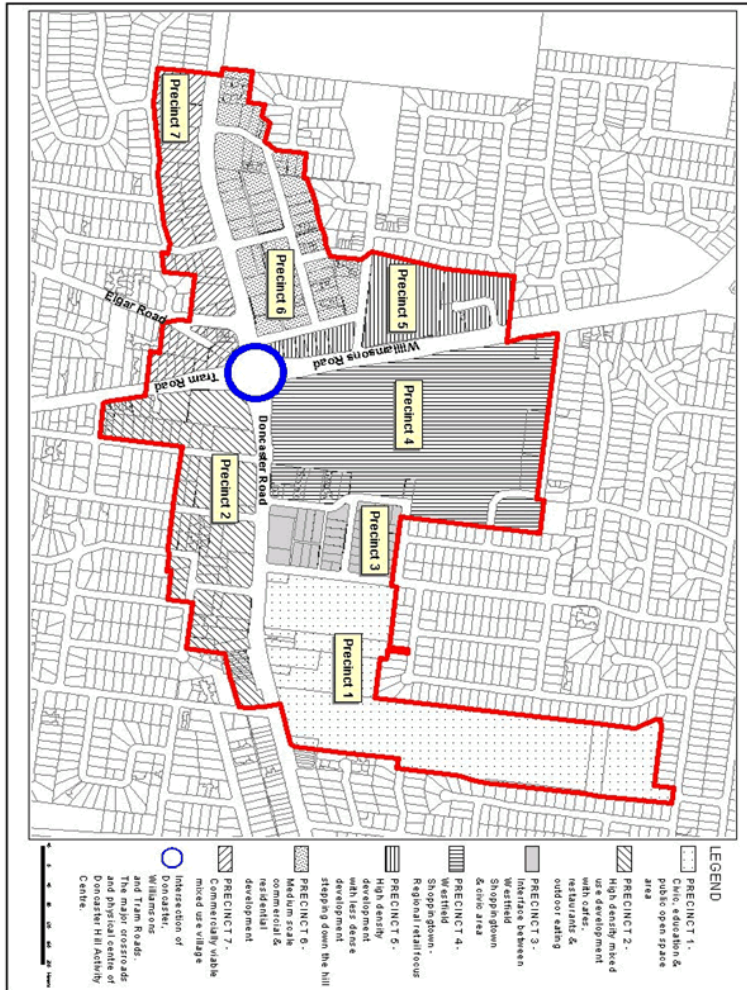 Precinct 7
Precinct 6
Precinct 5
Elgar Road
Williamsons Road
Tram Road
Precinct 4
Doncaster Road
Precinct 2
Precinct 3
Precinct 1
LEGEND
PRECINCT 1 -
Civic, education &
public open space
area
PRECINCT 2 -
High density mixed
use development
with cafes,
restaurants &
outdoor eating
PRECINCT 3 -
Interface between
Westfield
Shoppingtown
& civic area
PRECINCT 4 -
Westfield
Shoppingtown -
Regional retail focus
PRECINCT 5 -
High density
development
with less dense
development
stepping down the hill
PRECINCT 6 -
Medium scale
commercial &
residential
development
PRECINCT 7 -
Commercially viable
mixed use village
Intersection of
Doncaster,
Williamsons
and Tram Roads.
The major crossroads
and physical centre of
Doncaster Hill Activity
Centre.